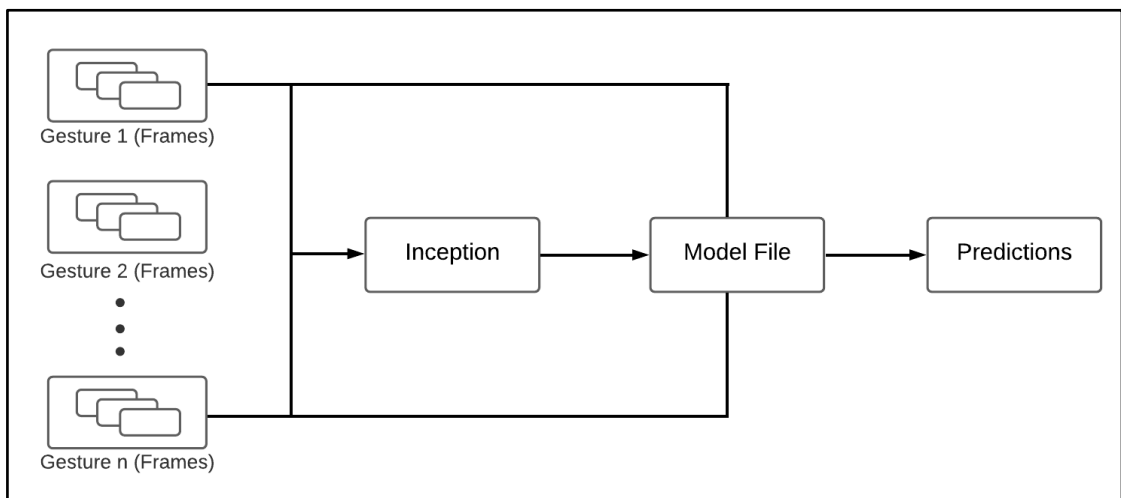 Gesture 1 (Frames)
Gesture 2 (Frames)
Inception
Model File
Predictions
Gesture n (Frames)